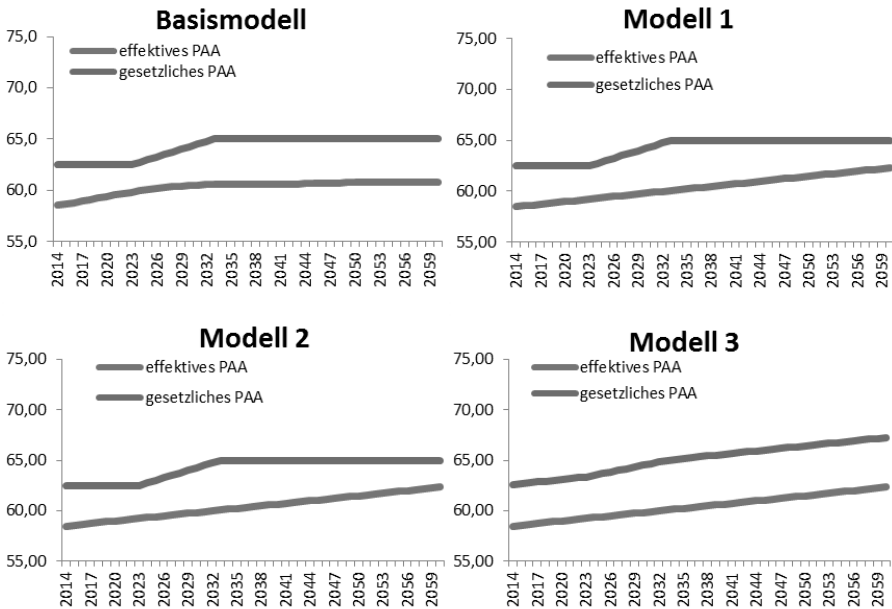 Basismodell
75,0
effektives PAA
gesetzliches PAA
70,0
65,0
60,0
55,0
2014 2017 2020 2023 2026 2029 2032 2035 2038 2041 2044 2047 2050 2053 2056 2059
Modell 1
75,00
effektives PAA
gesetzliches PAA
70,00
65,00
60,00
55,00
2014 2017 2020 2023 2026 2029 2032 2035 2038 2041 2044 2047 2050 2053 2056 2059
Modell 2
75,00
effektives PAA
gesetzliches PAA
70,00
65,00
60,00
55,00
2014 2017 2020 2023 2026 2029 2032 2035 2038 2041 2044 2047 2050 2053 2056 2059
Modell 3
75,00
effektives PAA
gesetzliches PAA
70,00
65,00
60,00
55,00
2014 2017 2020 2023 2026 2029 2032 2035 2038 2041 2044 2047 2050 2053 2056 2059